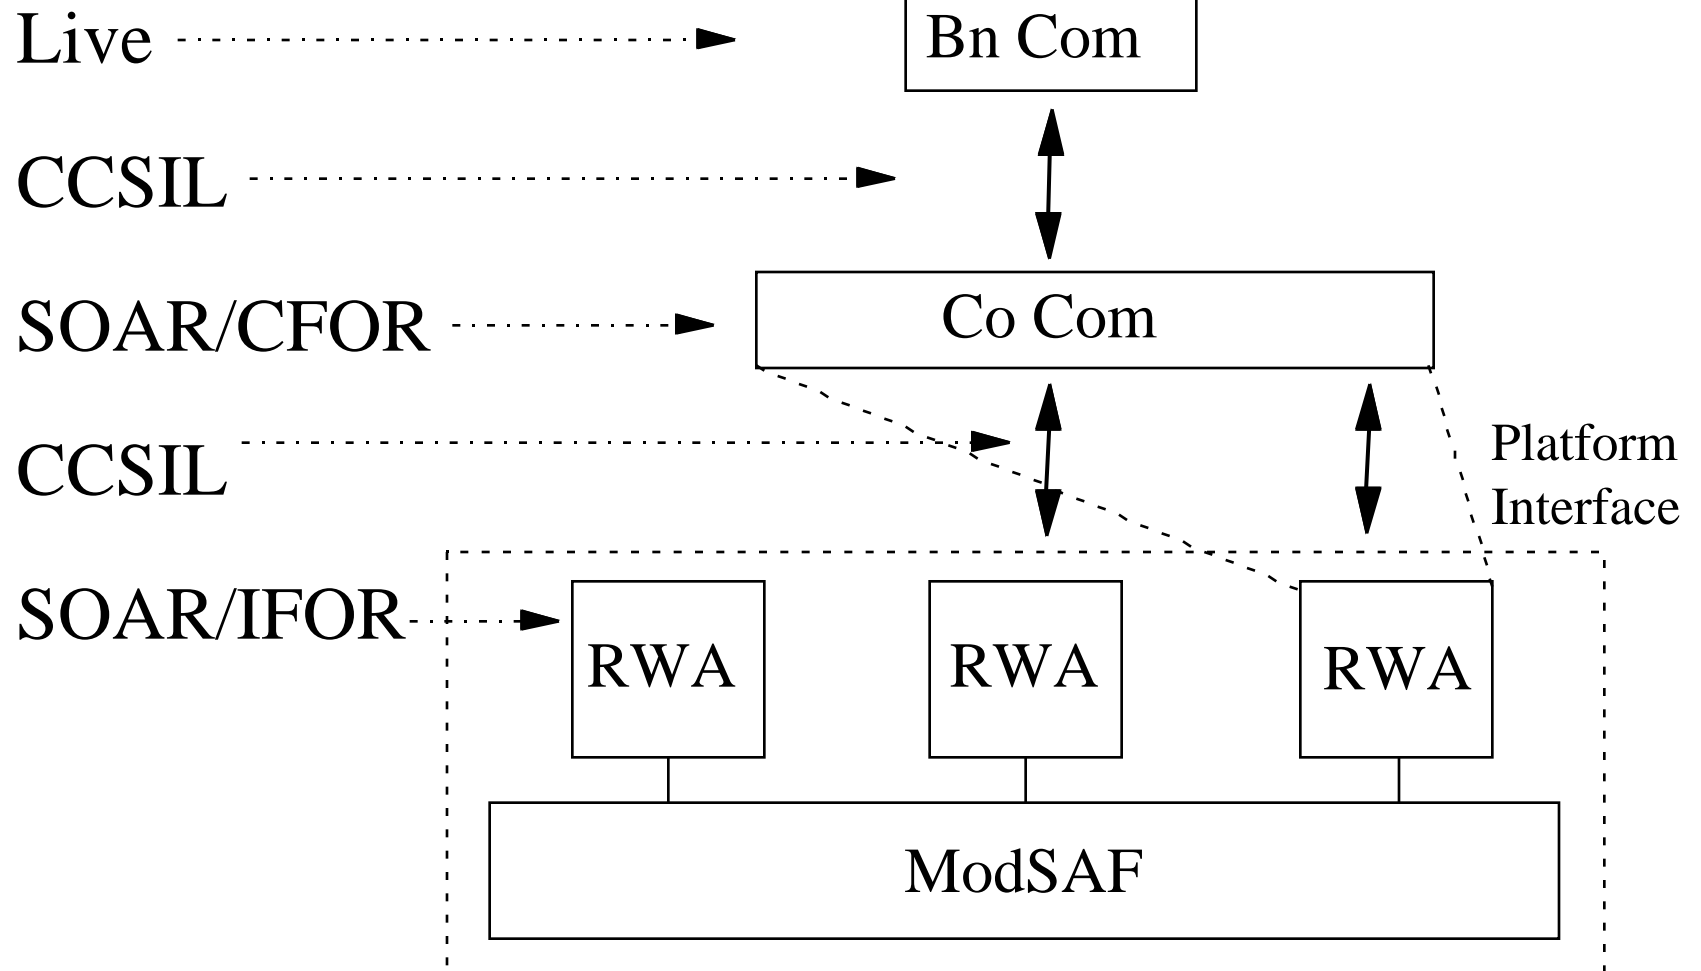 Live
Bn Com
CCSIL
SOAR/CFOR
Co Com
CCSIL
Platform
Interface
SOAR/IFOR
RWA
RWA
RWA
ModSAF